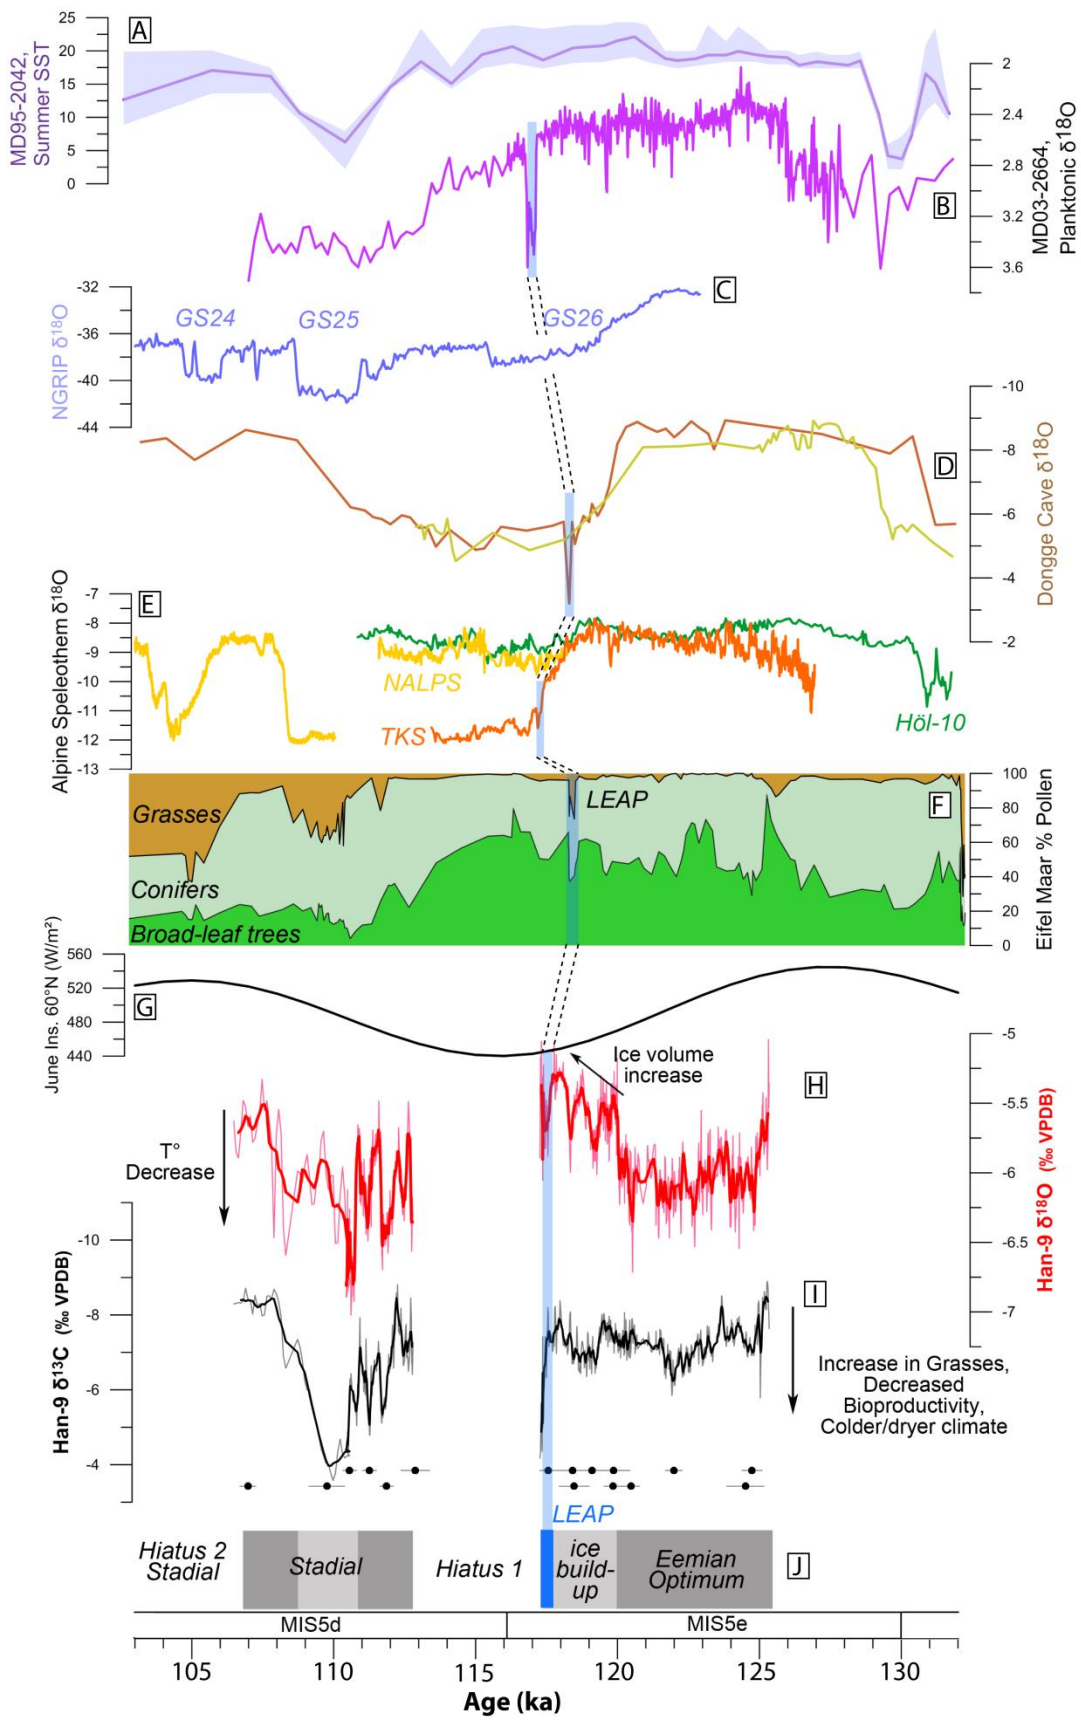 25
20
15
10
5
0
MD95-2042,
Summer SST
A
2
2.4
2.8
3.2
3.6
MD03-2664,
Planktonic δ¹⁸O
B
-32
-36
-40
-44
NGRIP δ¹⁸O
GS24
GS25
GS26
C
-10
-8
-6
-4
-2
Dongge Cave δ¹⁸O
D
-7
-8
-9
-10
-11
-12
-13
Alpine Speleothem δ¹⁸O
E
NALPS
TKS
Höl-10
Grasses
Conifers
Broad-leaf trees
LEAP
F
100
80
60
40
20
0
Eifel Maar % Pollen
560
520
480
440
June Ins. 60°N (W/m²)
G
Ice volume
increase
H
-5
-5.5
-6
-6.5
-7
Han-9 δ¹⁸O (‰ VPDB)
T°
Decrease
-10
-8
-6
-4
Han-9 δ¹³C (‰ VPDB)
I
Increase in Grasses,
Decreased
Bioproductivity,
Colder/dryer climate
LEAP
Hiatus 2
Stadial
Stadial
Hiatus 1
ice
build-
up
Eemian
Optimum
J
MIS5d
MIS5e
105
110
115
120
125
130
Age (ka)